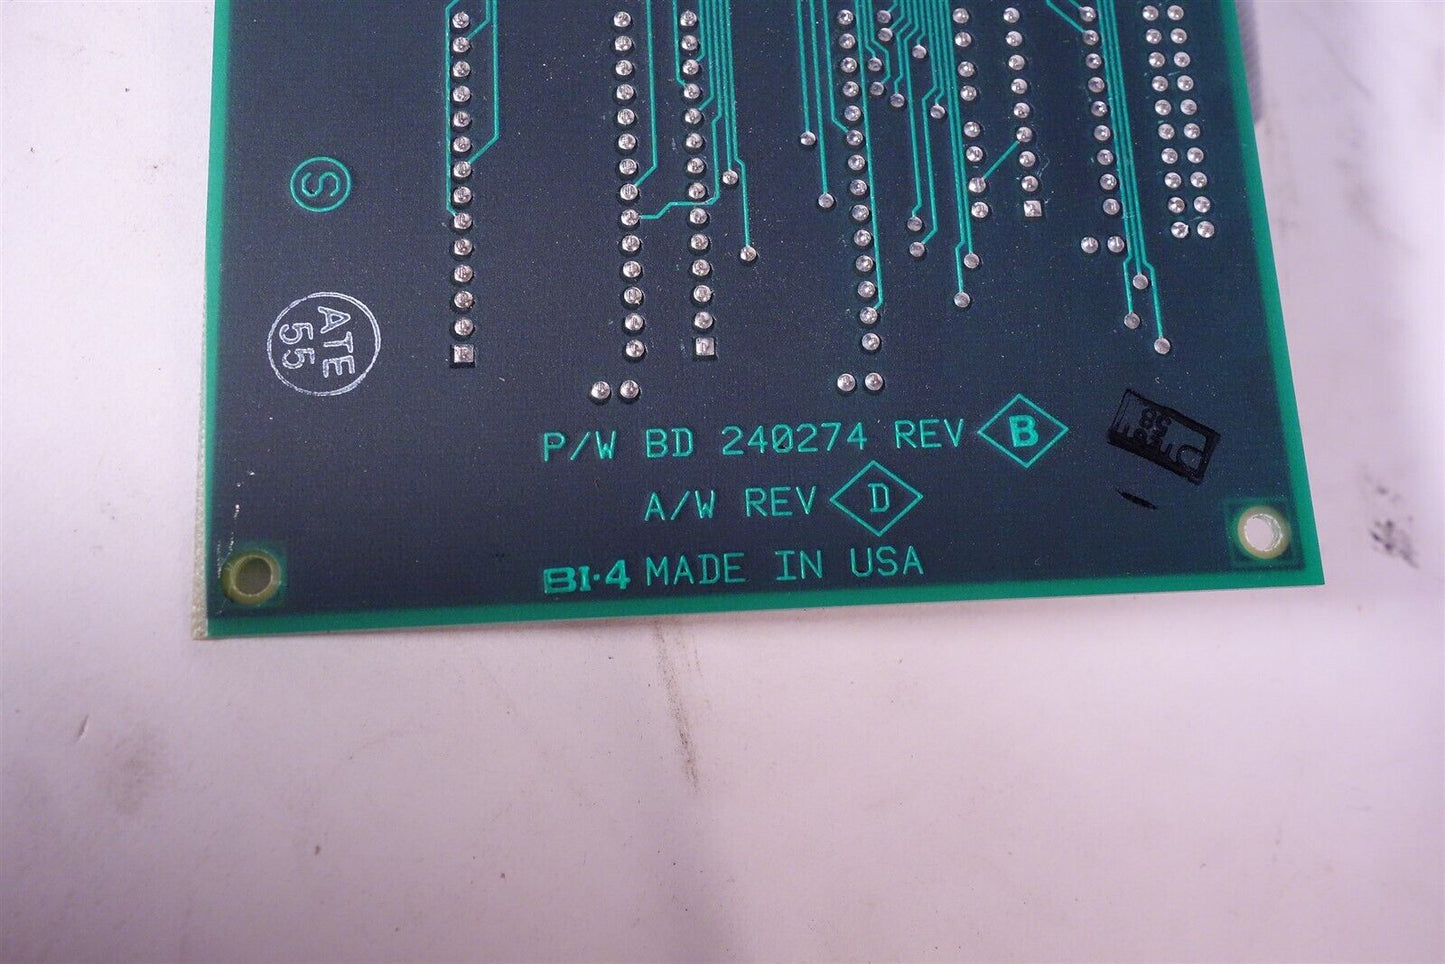 S
ATE
55
P/W BD 240274 REV B
A/W REV D
BI-4 MADE IN USA